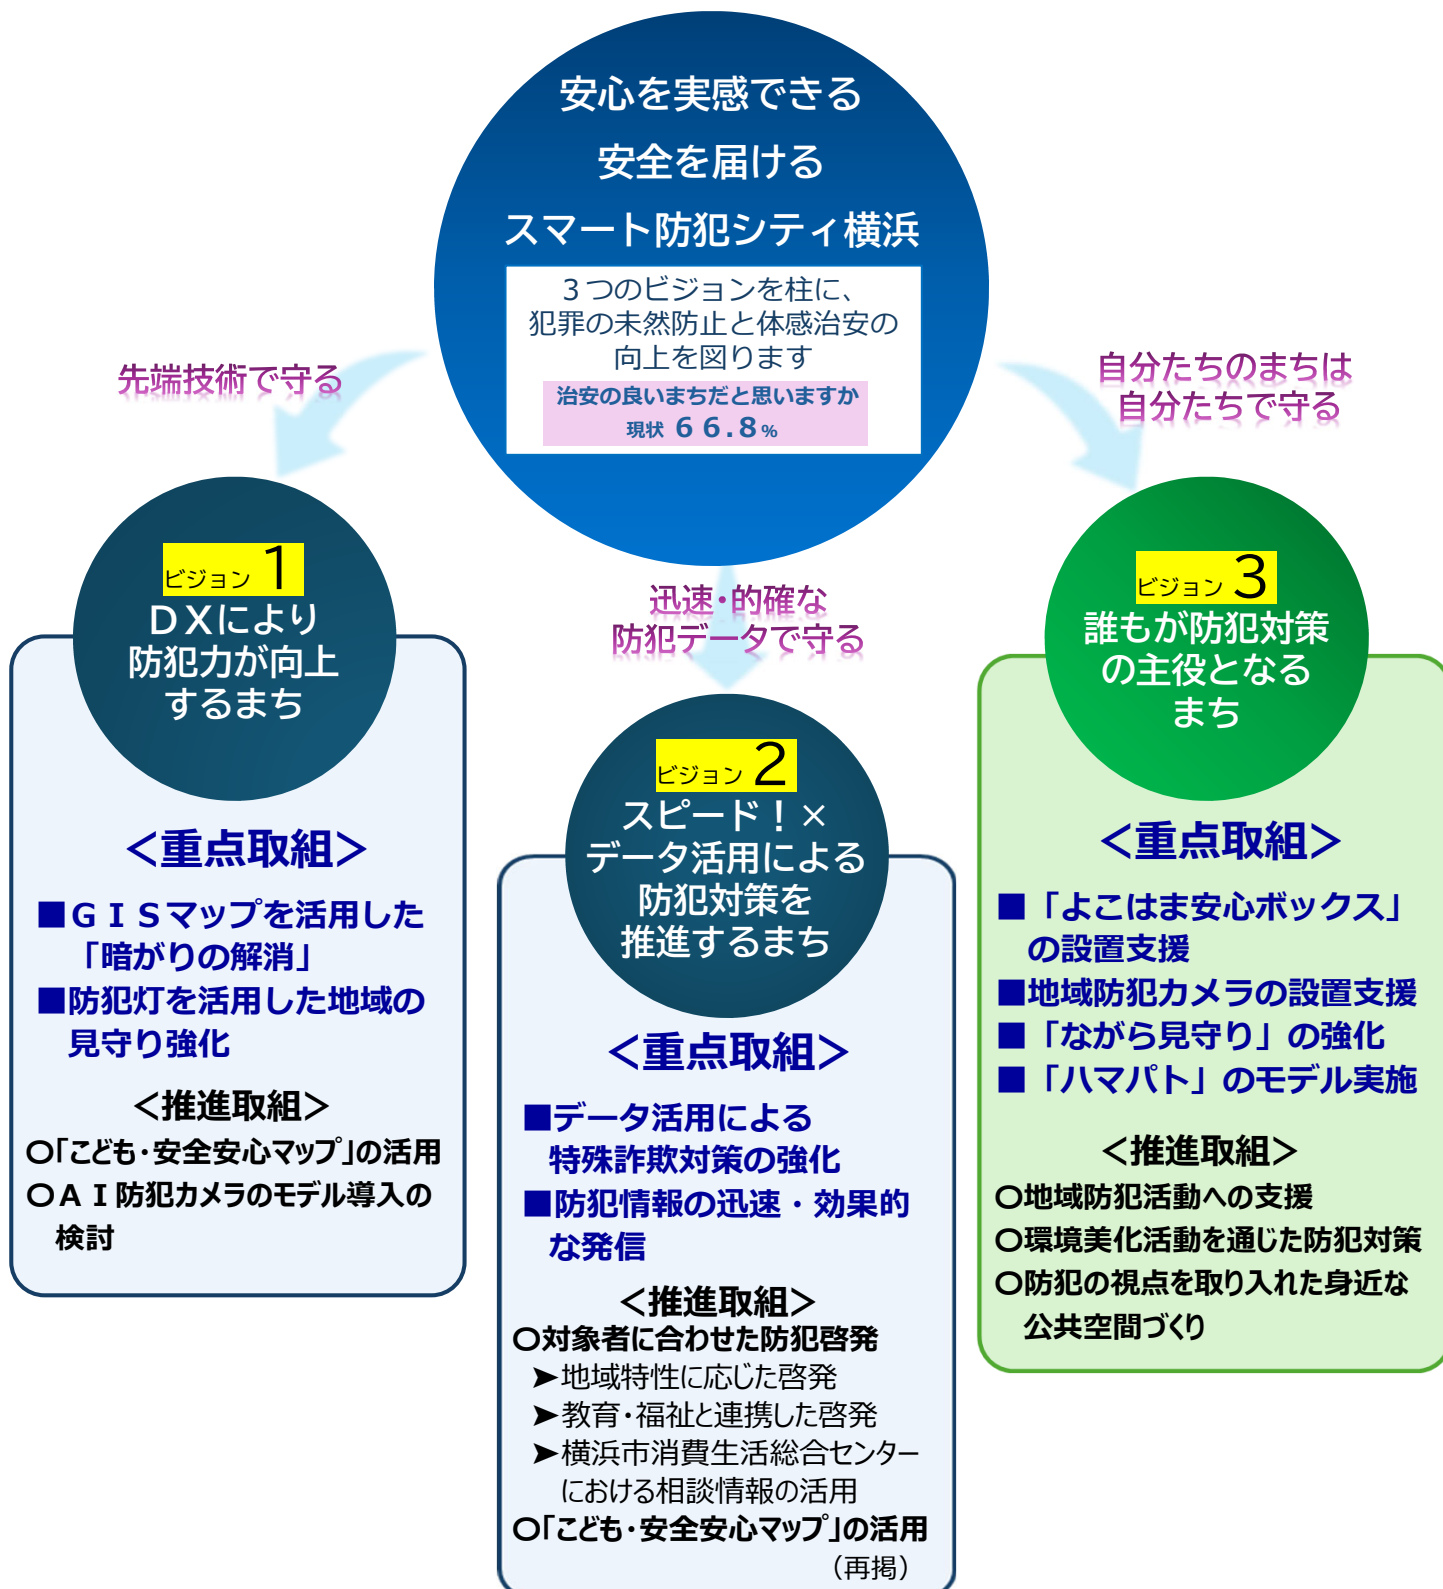 安心を実感できる
安全を届ける
スマート防犯シティ横浜
３つのビジョンを柱に、
犯罪の未然防止と体感治安の
向上を図ります
治安の良いまちだと思いますか
現状 ６６.８％
先端技術で守る
迅速・的確な
防犯データで守る
自分たちのまちは
自分たちで守る
ビジョン 1
ＤＸにより
防犯力が向上
するまち
＜重点取組＞
■ＧＩＳマップを活用した
「暗がりの解消」
■防犯灯を活用した地域の
見守り強化
＜推進取組＞
〇「こども・安全安心マップ」の活用
〇ＡＩ防犯カメラのモデル導入の
検討
ビジョン 2
スピード！×
データ活用による
防犯対策を
推進するまち
＜重点取組＞
■データ活用による
特殊詐欺対策の強化
■防犯情報の迅速・効果的
な発信
＜推進取組＞
〇対象者に合わせた防犯啓発
➤地域特性に応じた啓発
➤教育・福祉と連携した啓発
➤横浜市消費生活総合センター
における相談情報の活用
〇「こども・安全安心マップ」の活用
（再掲）
ビジョン 3
誰もが防犯対策
の主役となる
まち
＜重点取組＞
■「よこはま安心ボックス」
の設置支援
■地域防犯カメラの設置支援
■「ながら見守り」の強化
■「ハマパト」のモデル実施
＜推進取組＞
〇地域防犯活動への支援
〇環境美化活動を通じた防犯対策
〇防犯の視点を取り入れた身近な
公共空間づくり